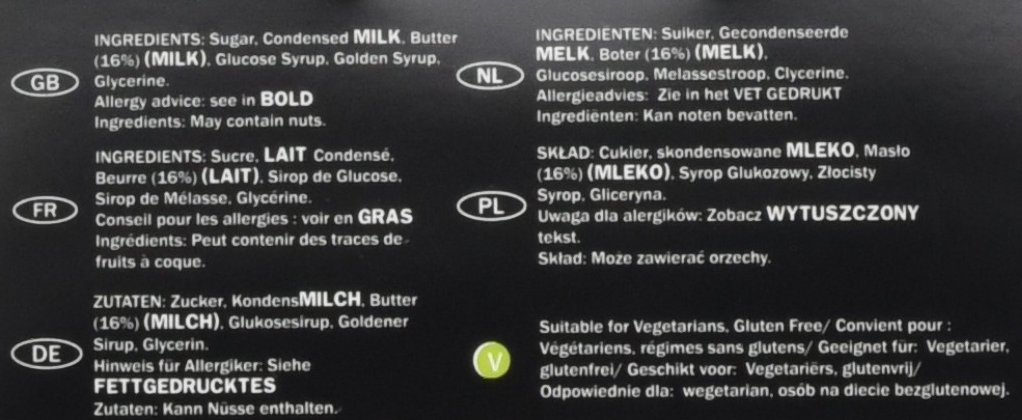 GB
INGREDIENTS: Sugar, Condensed MILK, Butter
(16%) (MILK), Glucose Syrup, Golden Syrup,
Glycerine.
Allergy advice: see in BOLD
Ingredients: May contain nuts.
FR
INGREDIENTS: Sucre, LAIT Condensé,
Beurre (16%) (LAIT), Sirop de Glucose,
Sirop de Mélasse, Glycérine.
Conseil pour les allergies : voir en GRAS
Ingrédients: Peut contenir des traces de
fruits à coque.
DE
ZUTATEN: Zucker, KondensMILCH, Butter
(16%) (MILCH), Glukosesirup, Goldener
Sirup, Glycerin.
Hinweis für Allergiker: Siehe
FETTGEDRUCKTES
Zutaten: Kann Nüsse enthalten.
NL
INGREDIËNTEN: Suiker, Gecondenseerde
MELK, Boter (16%) (MELK),
Glucosesiroop, Melassestroop, Clycerine.
Allergieadvies: Zie in het VET GEDRUKT
Ingrediënten: Kan noten bevatten.
PL
SKŁAD: Cukier, skondensowane MLEKO, Masło
(16%) (MLEKO), Syrop Glukozowy, Złocisty
Syrop, Gliceryna.
Uwaga dla alergików: Zobacz WYTUSZCZONY
tekst.
Skład: Może zawierać orzechy.
V
Suitable for Vegetarians, Gluten Free/ Convient pour :
Végétariens, régimes sans glutens/ Geeignet für: Vegetarier,
glutenfrei/ Geschikt voor: Vegetariërs, glutenvrij/
Odpowiednie dla: wegetarian, osób na diecie bezglutenowej.